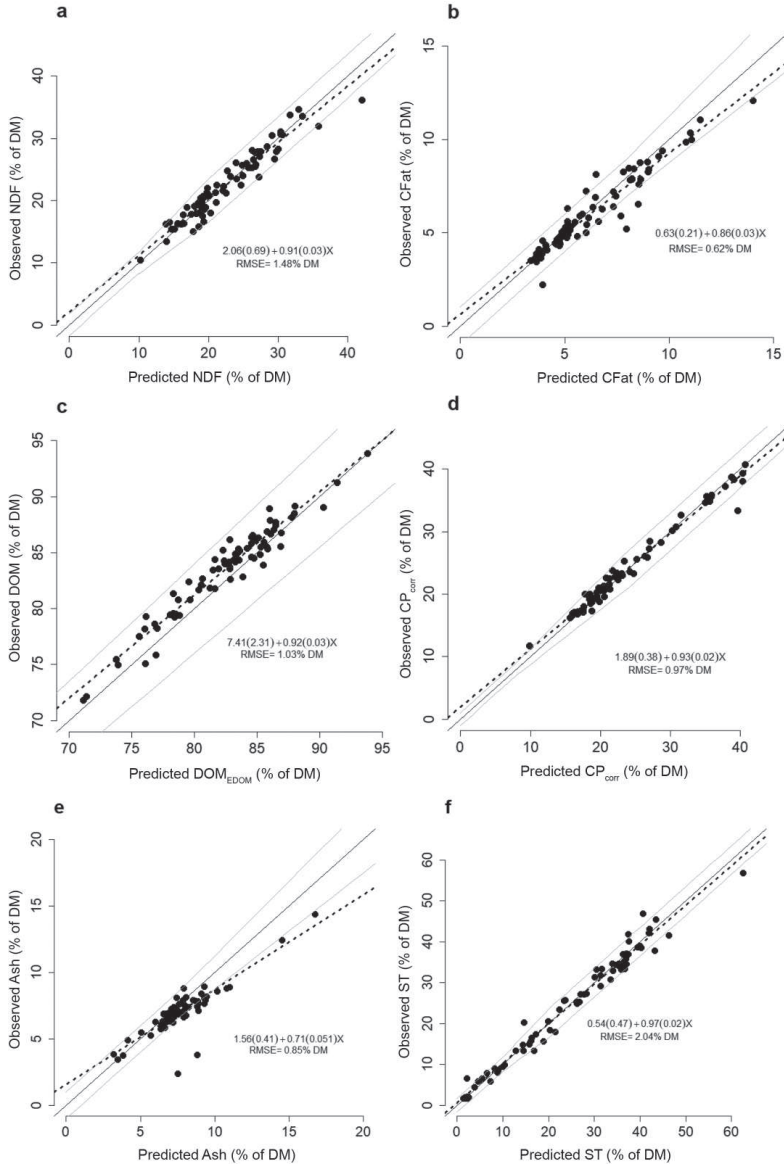 a
Observed NDF (% of DM)
40
30
20
10
0
2.06(0.69) + 0.91(0.03)X
RMSE= 1.48% DM
0 10 20 30 40
Predicted NDF (% of DM)
b
Observed CFat (% of DM)
15
10
5
0
0.63(0.21) + 0.86(0.03)X
RMSE= 0.62% DM
0 5 10 15
Predicted CFat (% of DM)
c
Observed DOM (% of DM)
95
90
85
80
75
70
7.41(2.31) + 0.92(0.03)X
RMSE= 1.03% DM
70 75 80 85 90 95
Predicted DOM_EDOM (% of DM)
d
Observed CP_corr (% of DM)
40
30
20
10
0
1.89(0.38) + 0.93(0.02)X
RMSE= 0.97% DM
0 10 20 30 40
Predicted CP_corr (% of DM)
e
Observed Ash (% of DM)
20
15
10
5
0
1.56(0.41) + 0.71(0.051)X
RMSE= 0.85% DM
0 5 10 15 20
Predicted Ash (% of DM)
f
Observed ST (% of DM)
60
50
40
30
20
10
0
0.54(0.47) + 0.97(0.02)X
RMSE= 2.04% DM
0 10 20 30 40 50 60
Predicted ST (% of DM)